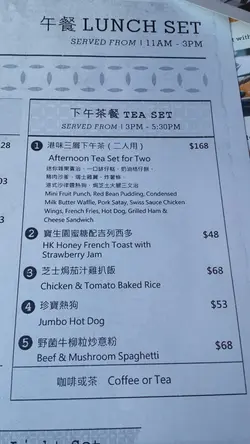 午餐 LUNCH SET
SERVED FROM | 11AM - 3PM
下午茶餐 TEA SET
SERVED FROM | 3PM - 5:30PM
1 港味三層下午茶 (二人用) $168
Afternoon Tea Set for Two
Mini Fruit Punch, Red Bean Pudding, Condensed
Milk Butter Waffle, Pork Satay, Swiss Sauce Chicken
Wings, French Fries, Hot Dog, Grilled Ham &
Cheese Sandwich
2 寶生園蜜糖配吉列西多 $48
HK Honey French Toast with
Strawberry Jam
3 芝士焗茄汁雞扒飯 $68
Chicken & Tomato Baked Rice
4 珍寶熱狗 $53
Jumbo Hot Dog
5 野菌牛柳粒炒意粉 $68
Beef & Mushroom Spaghetti
咖啡或茶 Coffee or Tea